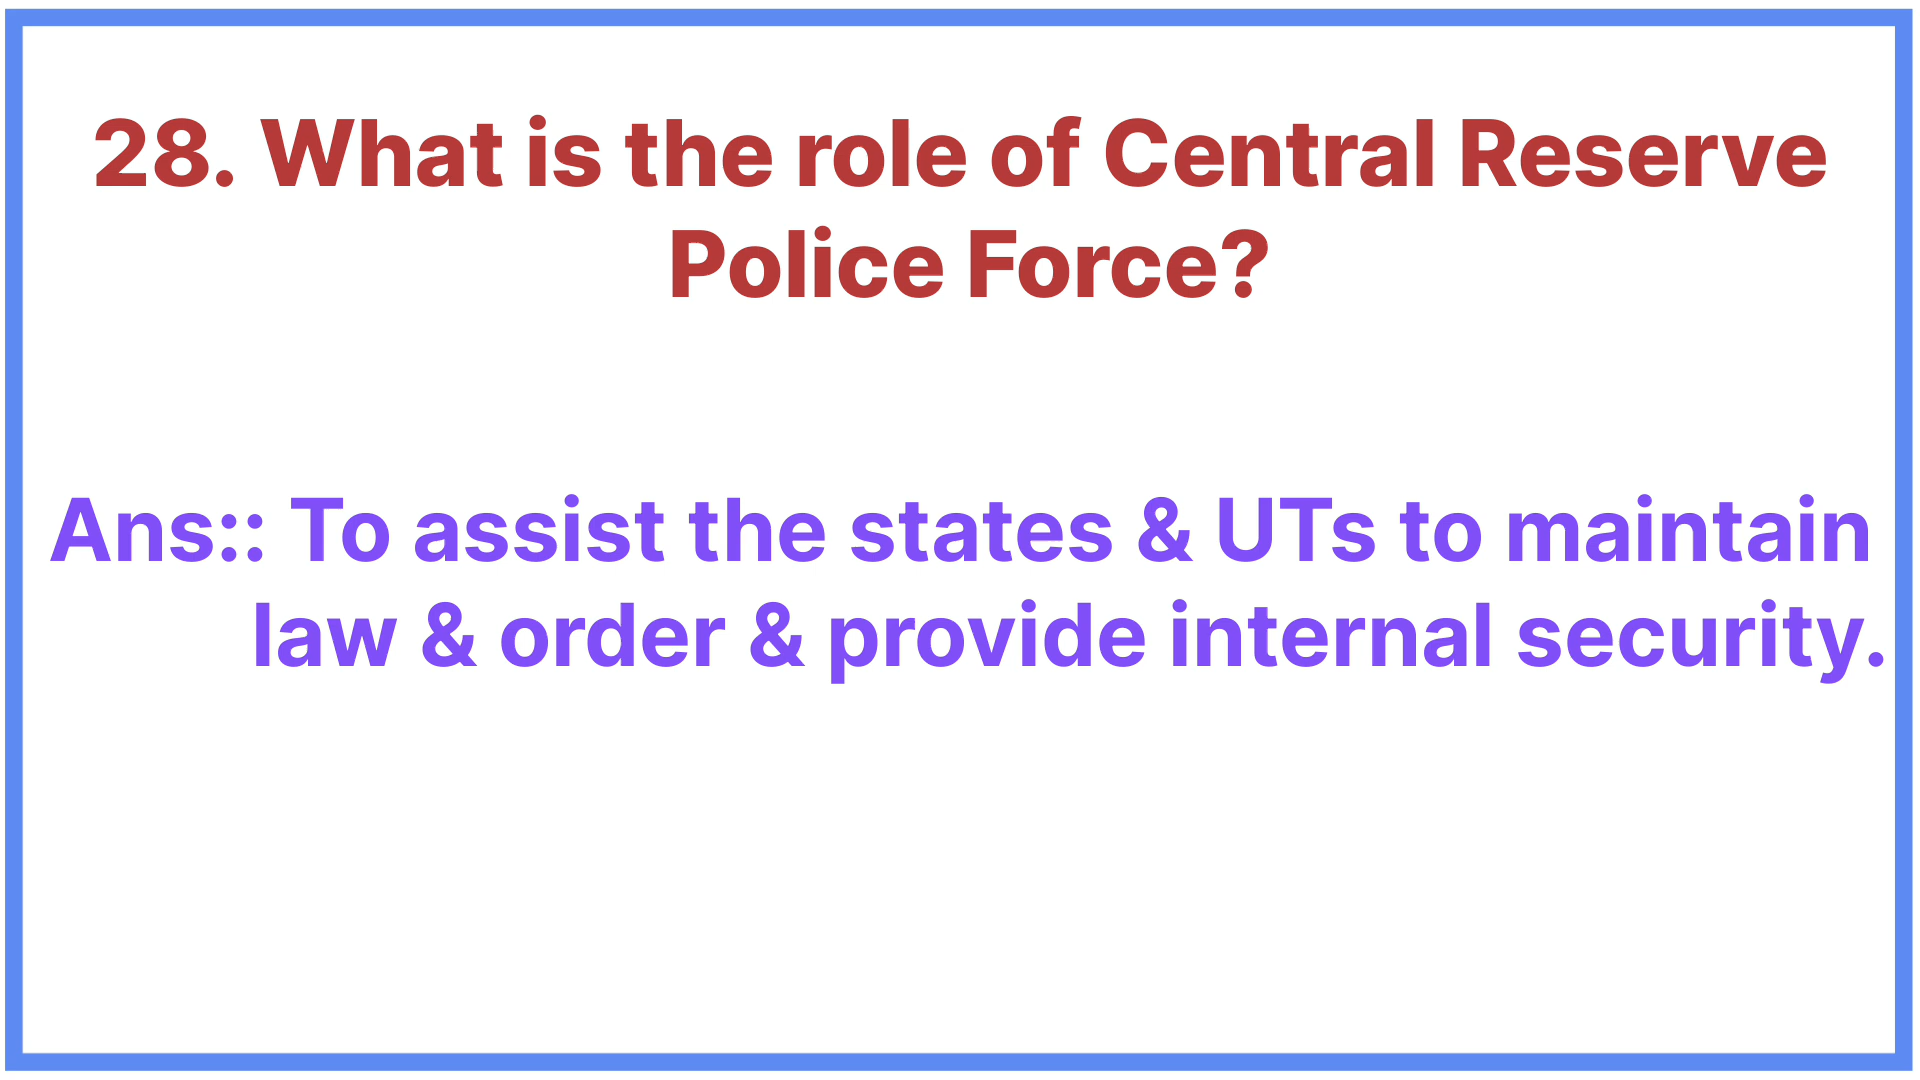 28. What is the role of Central Reserve
Police Force?
Ans:: To assist the states & UTs to maintain
law & order & provide internal security.